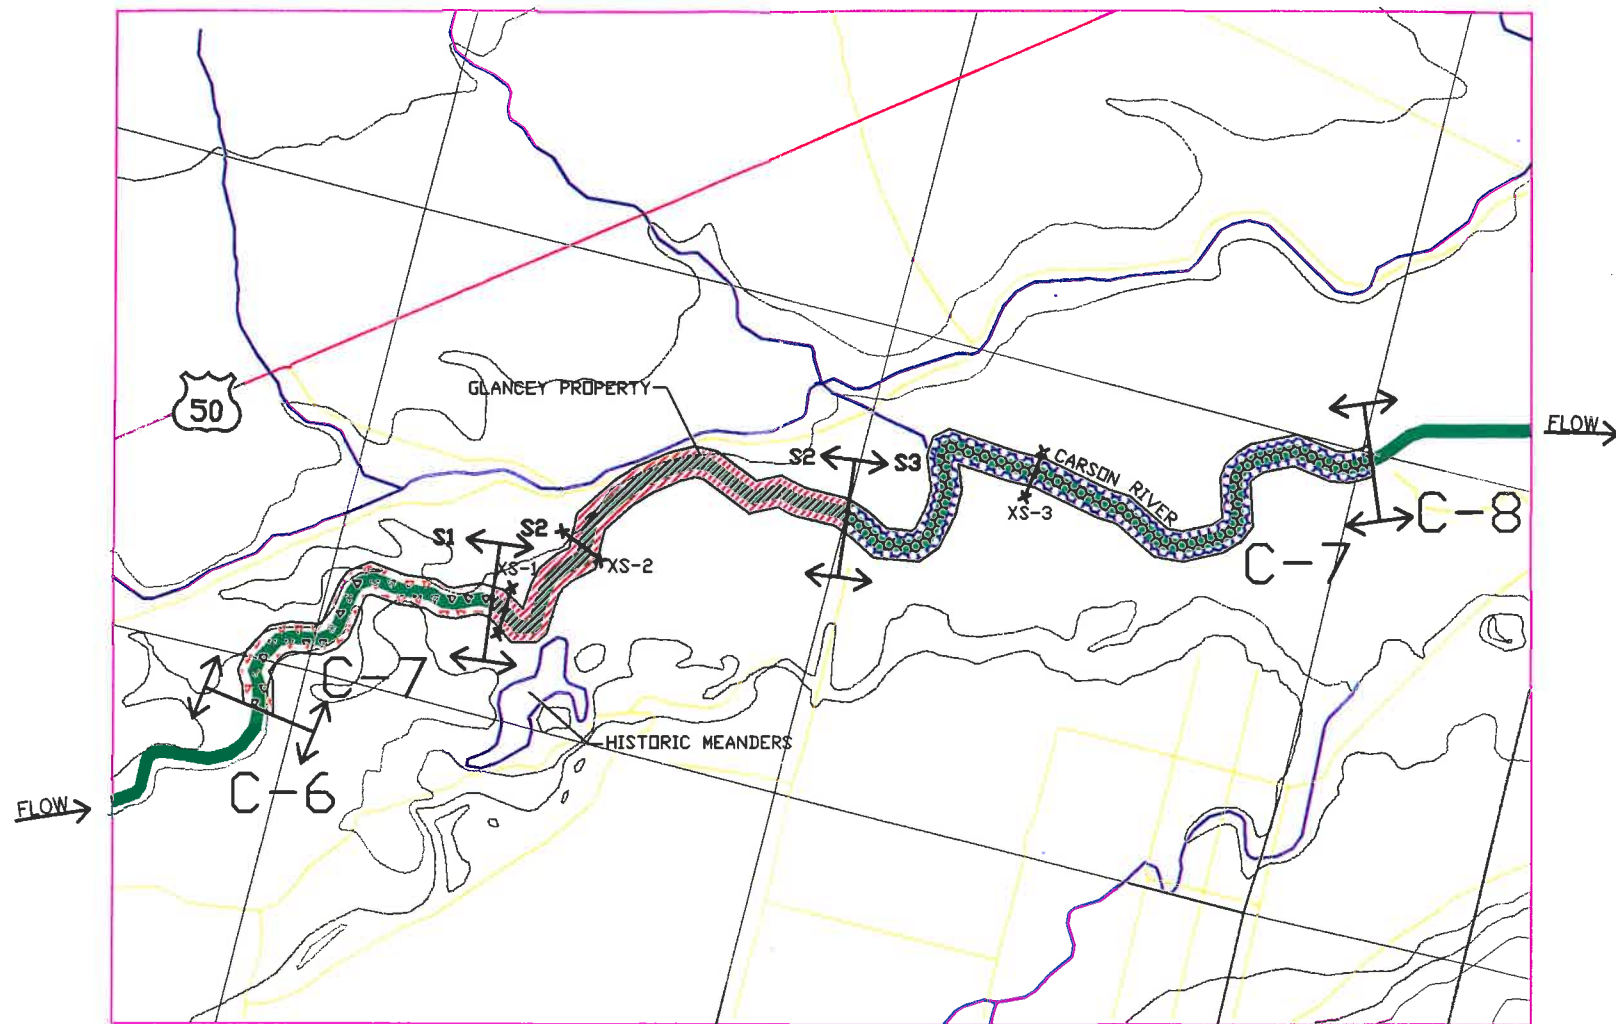 50
GLANCEY PROPERTY
FLOW
S2 S3
CARSON RIVER
XS-3
C-8
C-7
S1
S2
XS-1
XS-2
C-7
HISTORIC MEANDERS
C-6
FLOW